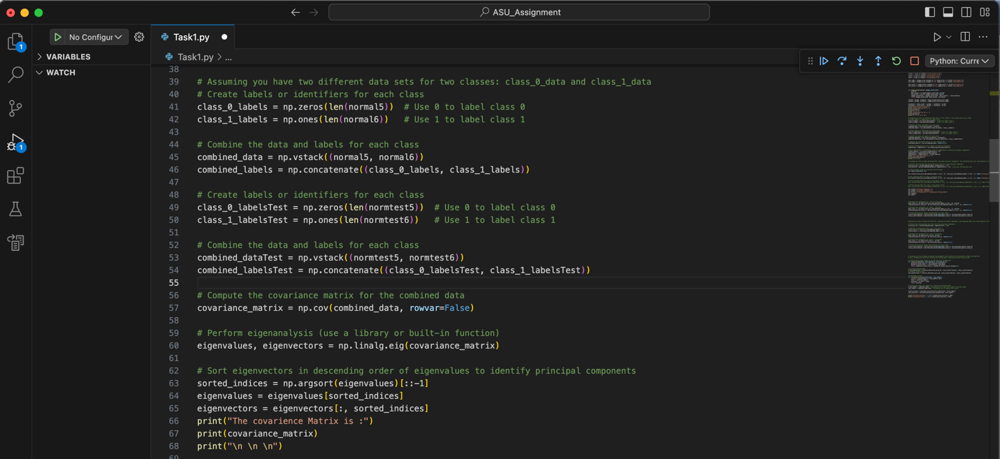 ASU_Assignment
1
No Configur
Task1.py
Task1.py > ...
VARIABLES
WATCH
Python: Curre
1
38
39 # Assuming you have two different data sets for two classes: class_0_data and class_1_data
40 # Create labels or identifiers for each class
41 class_0_labels = np.zeros(len(normal5))  # Use 0 to label class 0
42 class_1_labels = np.ones(len(normal6))   # Use 1 to label class 1
43
44 # Combine the data and labels for each class
45 combined_data = np.vstack((normal5, normal6))
46 combined_labels = np.concatenate((class_0_labels, class_1_labels))
47
48 # Create labels or identifiers for each class
49 class_0_labelsTest = np.zeros(len(normtest5))  # Use 0 to label class 0
50 class_1_labelsTest = np.ones(len(normtest6))   # Use 1 to label class 1
51
52 # Combine the data and labels for each class
53 combined_dataTest = np.vstack((normtest5, normtest6))
54 combined_labelsTest = np.concatenate((class_0_labelsTest, class_1_labelsTest))
55
56 # Compute the covariance matrix for the combined data
57 covariance_matrix = np.cov(combined_data, rowvar=False)
58
59 # Perform eigenanalysis (use a library or built-in function)
60 eigenvalues, eigenvectors = np.linalg.eig(covariance_matrix)
61
62 # Sort eigenvectors in descending order of eigenvalues to identify principal components
63 sorted_indices = np.argsort(eigenvalues)[::-1]
64 eigenvalues = eigenvalues[sorted_indices]
65 eigenvectors = eigenvectors[:, sorted_indices]
66 print("The covarience Matrix is :")
67 print(covariance_matrix)
68 print("\n \n \n")
69